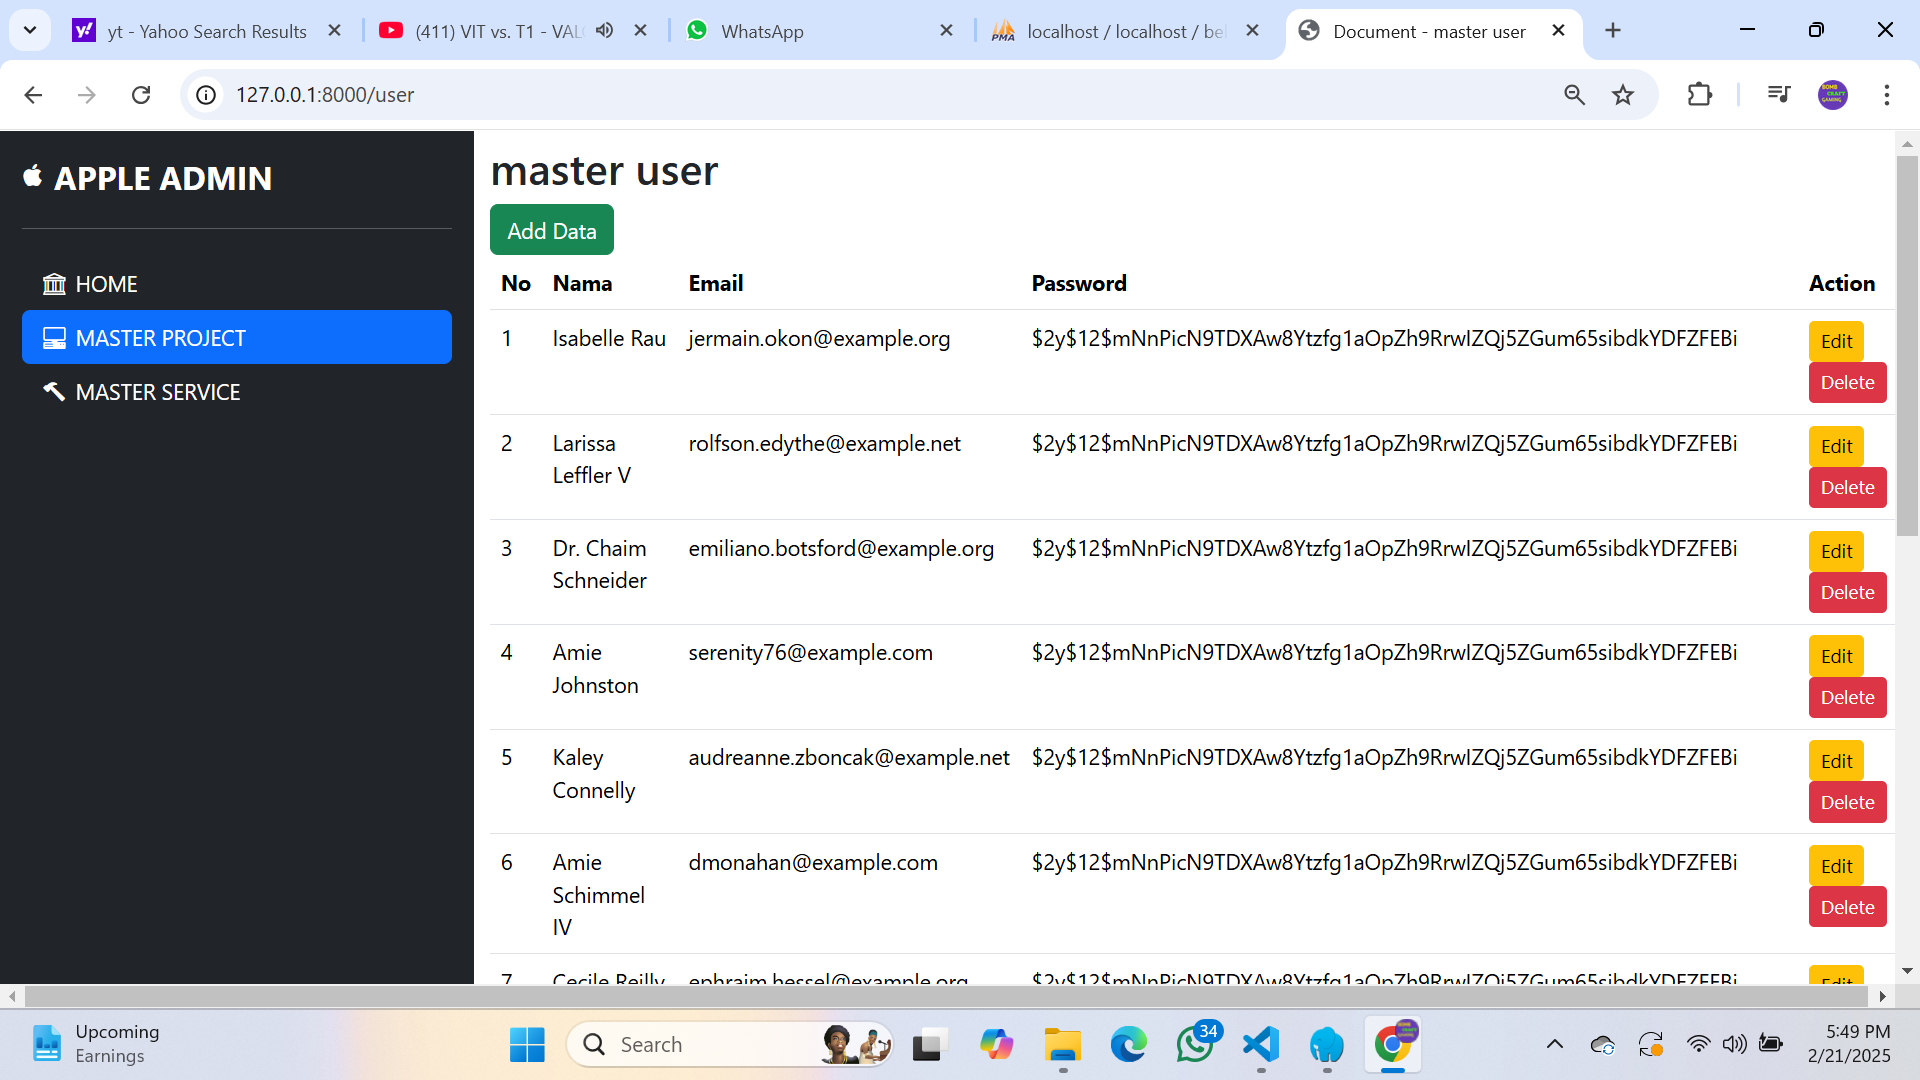 yt - Yahoo Search Results
(411) VIT vs. T1 - VAL
WhatsApp
localhost / localhost / be
Document - master user
127.0.0.1:8000/user
APPLE ADMIN
HOME
MASTER PROJECT
MASTER SERVICE
master user
Add Data
No Nama Email Password Action
1 Isabelle Rau jermain.okon@example.org $2y$12$mNnPicN9TDXAw8Ytzfg1aOpZh9RrwIZQj5ZGum65sibdkYDFZFEBi Edit
Delete
2 Larissa rolfson.edythe@example.net $2y$12$mNnPicN9TDXAw8Ytzfg1aOpZh9RrwIZQj5ZGum65sibdkYDFZFEBi Edit
Leffler V Delete
3 Dr. Chaim emiliano.botsford@example.org $2y$12$mNnPicN9TDXAw8Ytzfg1aOpZh9RrwIZQj5ZGum65sibdkYDFZFEBi Edit
Schneider Delete
4 Amie serenity76@example.com $2y$12$mNnPicN9TDXAw8Ytzfg1aOpZh9RrwIZQj5ZGum65sibdkYDFZFEBi Edit
Johnston Delete
5 Kaley audreanne.zboncak@example.net $2y$12$mNnPicN9TDXAw8Ytzfg1aOpZh9RrwIZQj5ZGum65sibdkYDFZFEBi Edit
Connelly Delete
6 Amie dmonahan@example.com $2y$12$mNnPicN9TDXAw8Ytzfg1aOpZh9RrwIZQj5ZGum65sibdkYDFZFEBi Edit
Schimmel Delete
IV
7 Cecile Reilly ephraim.hessel@example.org $2y$12$mNnPicN9TDXAw8Ytzfg1aOpZh9RrwIZQj5ZGum65sibdkYDFZFEBi Edit
Upcoming
Earnings
Search
34
5:49 PM
2/21/2025